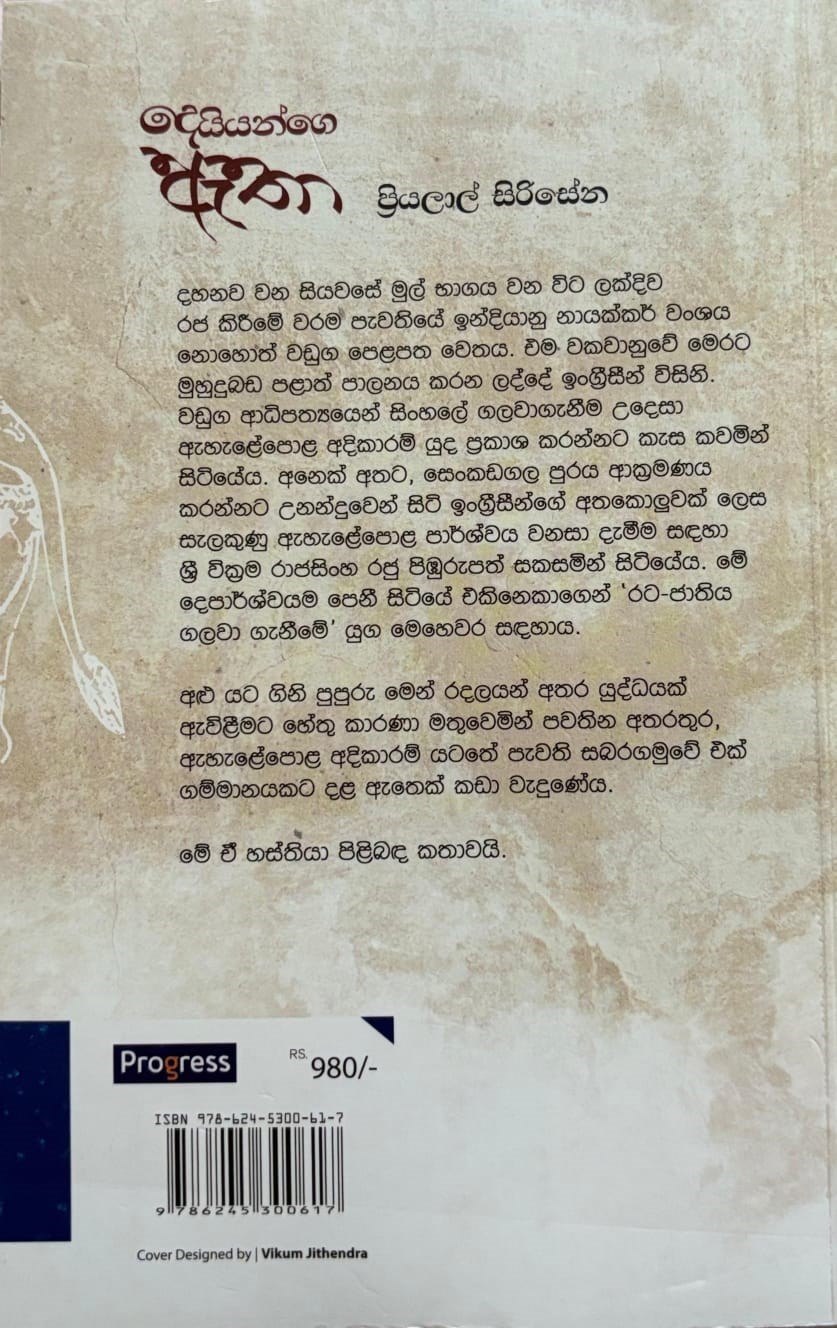 දෙයියන්ගෙ
ඇතා
ප්‍රියලාල් සිරිසේන
දහනව වන සියවසේ මුල් භාගය වන විට ලක්දිව
රජ කිරීමේ වරම පැවතියේ ඉන්දියානු නායක්කර් වංශය
නොහොත් වඩුග පෙළපත වෙතය. එම වකවානුවේ මෙරට
මුහුදුබඩ පළාත් පාලනය කරන ලද්දේ ඉංග්‍රීසීන් විසිනි.
වඩුග ආධිපත්‍යයෙන් සිංහලේ ගලවාගැනීම උදෙසා
ඇහැළේපොළ අදිකාරම් යුද ප්‍රකාශ කරන්නට කැස කවමින්
සිටියේය. අනෙක් අතට, සෙංකඩගල පුරය ආක්‍රමණය
කරන්නට උනන්දුවෙන් සිටි ඉංග්‍රීසීන්ගේ අතකොලුවක් ලෙස
සැලකුණු ඇහැළේපොළ පාර්ශ්වය වනසා දැමීම සඳහා
ශ්‍රී වික්‍රම රාජසිංහ රජු පිඹුරුපත් සකසමින් සිටියේය. මේ
දෙපාර්ශ්වයම පෙනී සිටියේ එකිනෙකාගෙන් 'රට-ජාතිය
ගලවා ගැනීමේ' යුග මෙහෙවර සඳහාය.
අළු යට ගිනි පුපුරු මෙන් රදලයන් අතර යුද්ධයක්
ඇවිළීමට හේතු කාරණා මතුවෙමින් පවතින අතරතුර,
ඇහැළේපොළ අදිකාරම් යටතේ පැවති සබරගමුවේ එක්
ගම්මානයකට දළ ඇතෙක් කඩා වැදුණේය.
මේ ඒ හස්තියා පිළිබඳ කතාවයි.
Progress
RS. 980/-
ISBN 978-624-5300-61-7
9 786245 300617
Cover Designed by | Vikum Jithendra